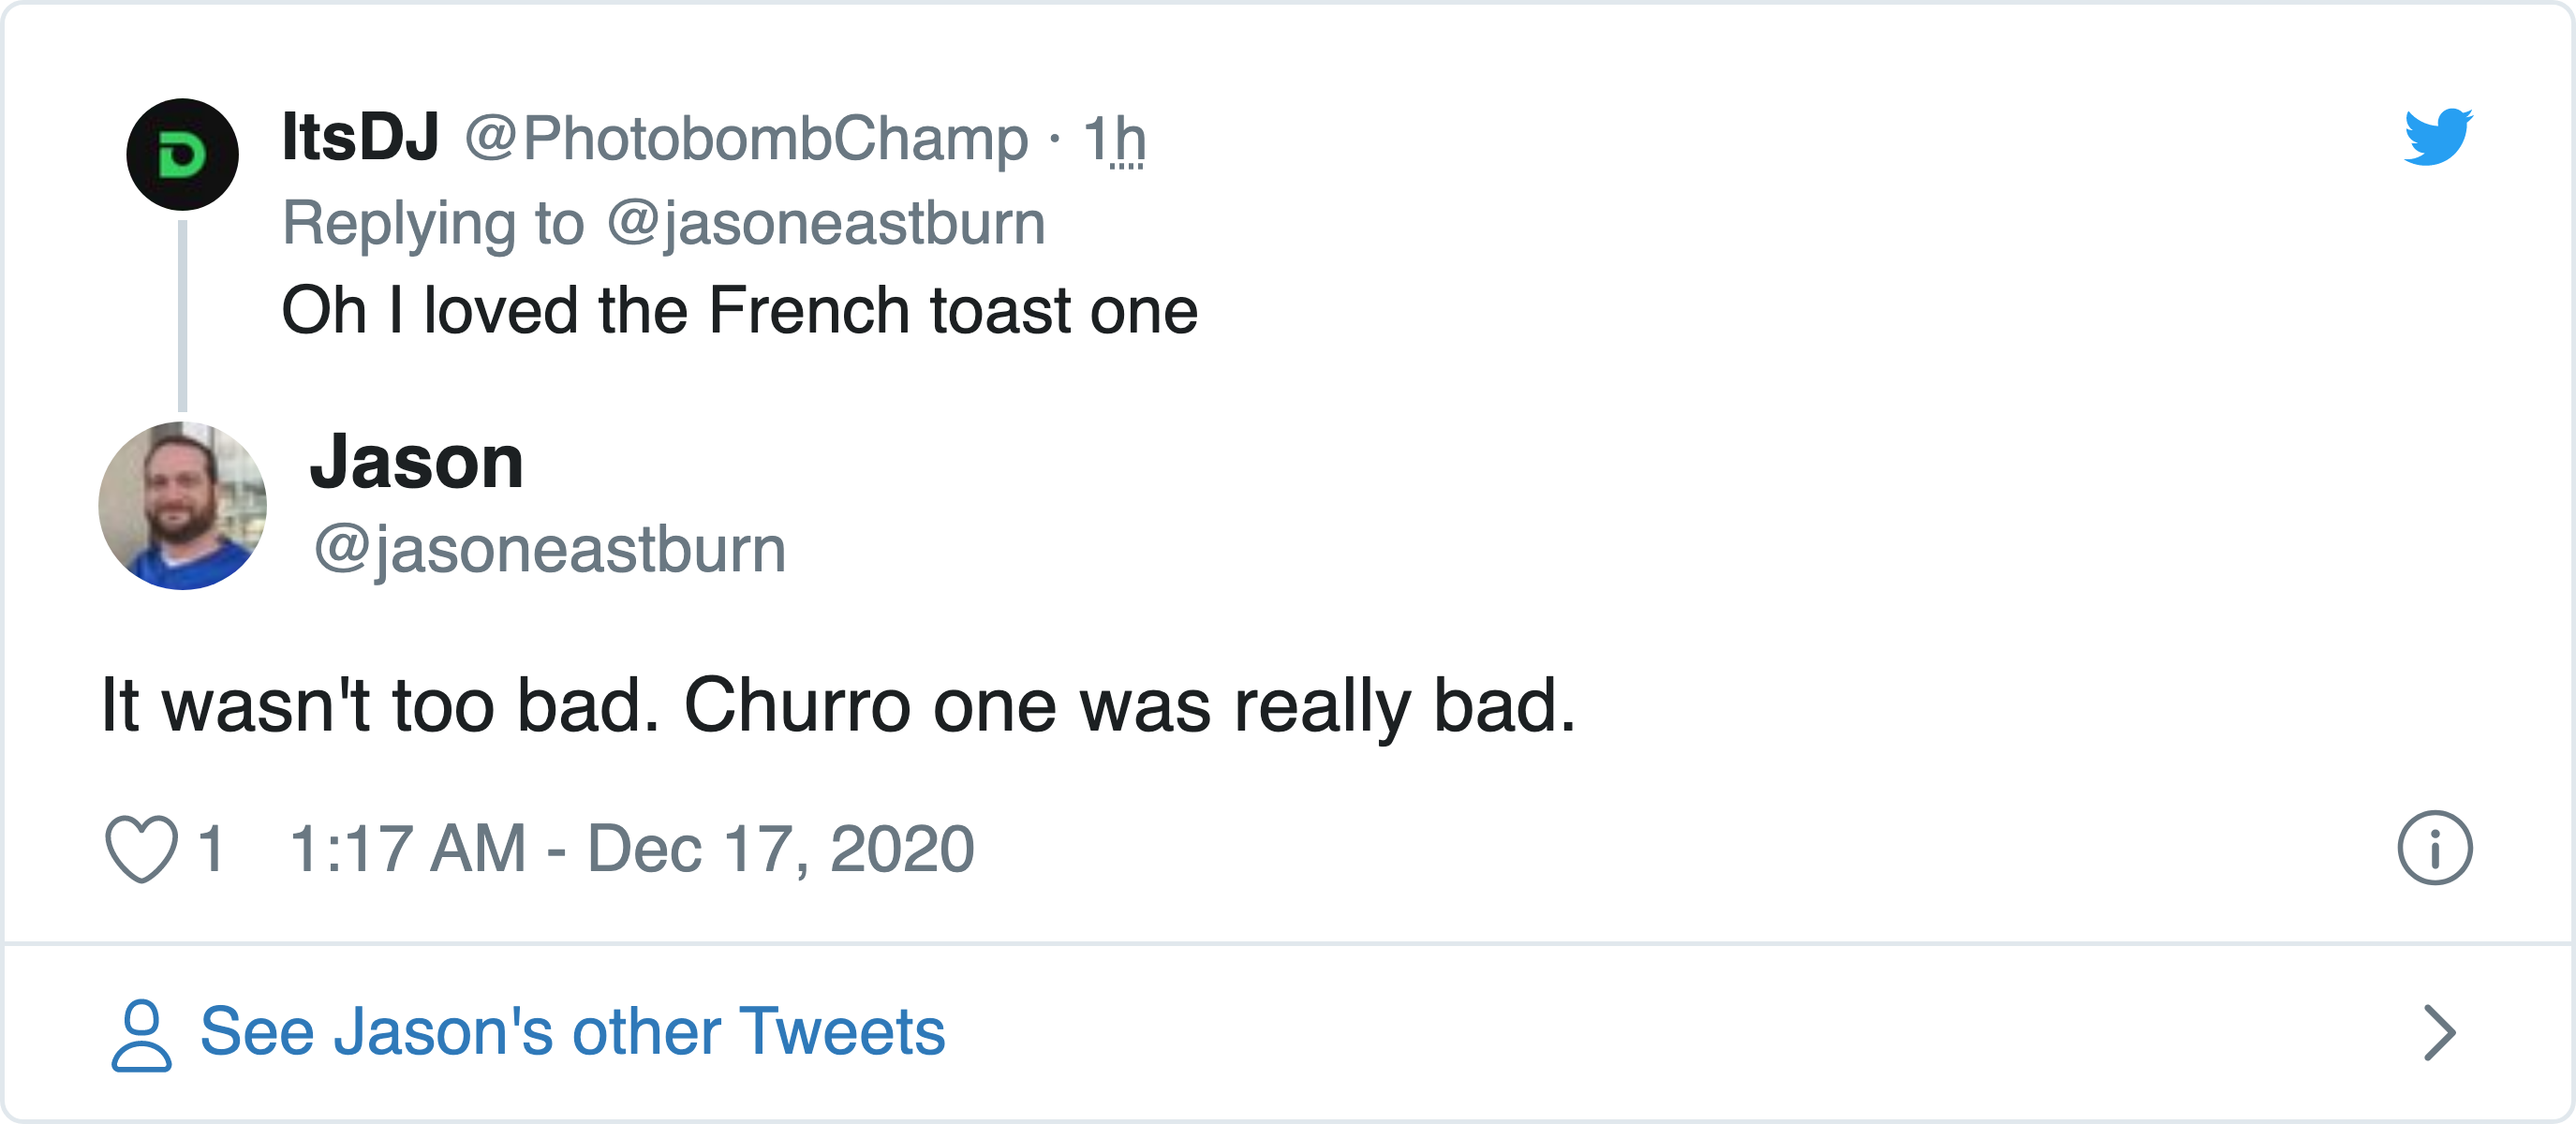 ItsDJ @PhotobombChamp · 1h
Replying to @jasoneastburn
Oh I loved the French toast one
Jason
@jasoneastburn
It wasn't too bad. Churro one was really bad.
1 1:17 AM - Dec 17, 2020
See Jason's other Tweets